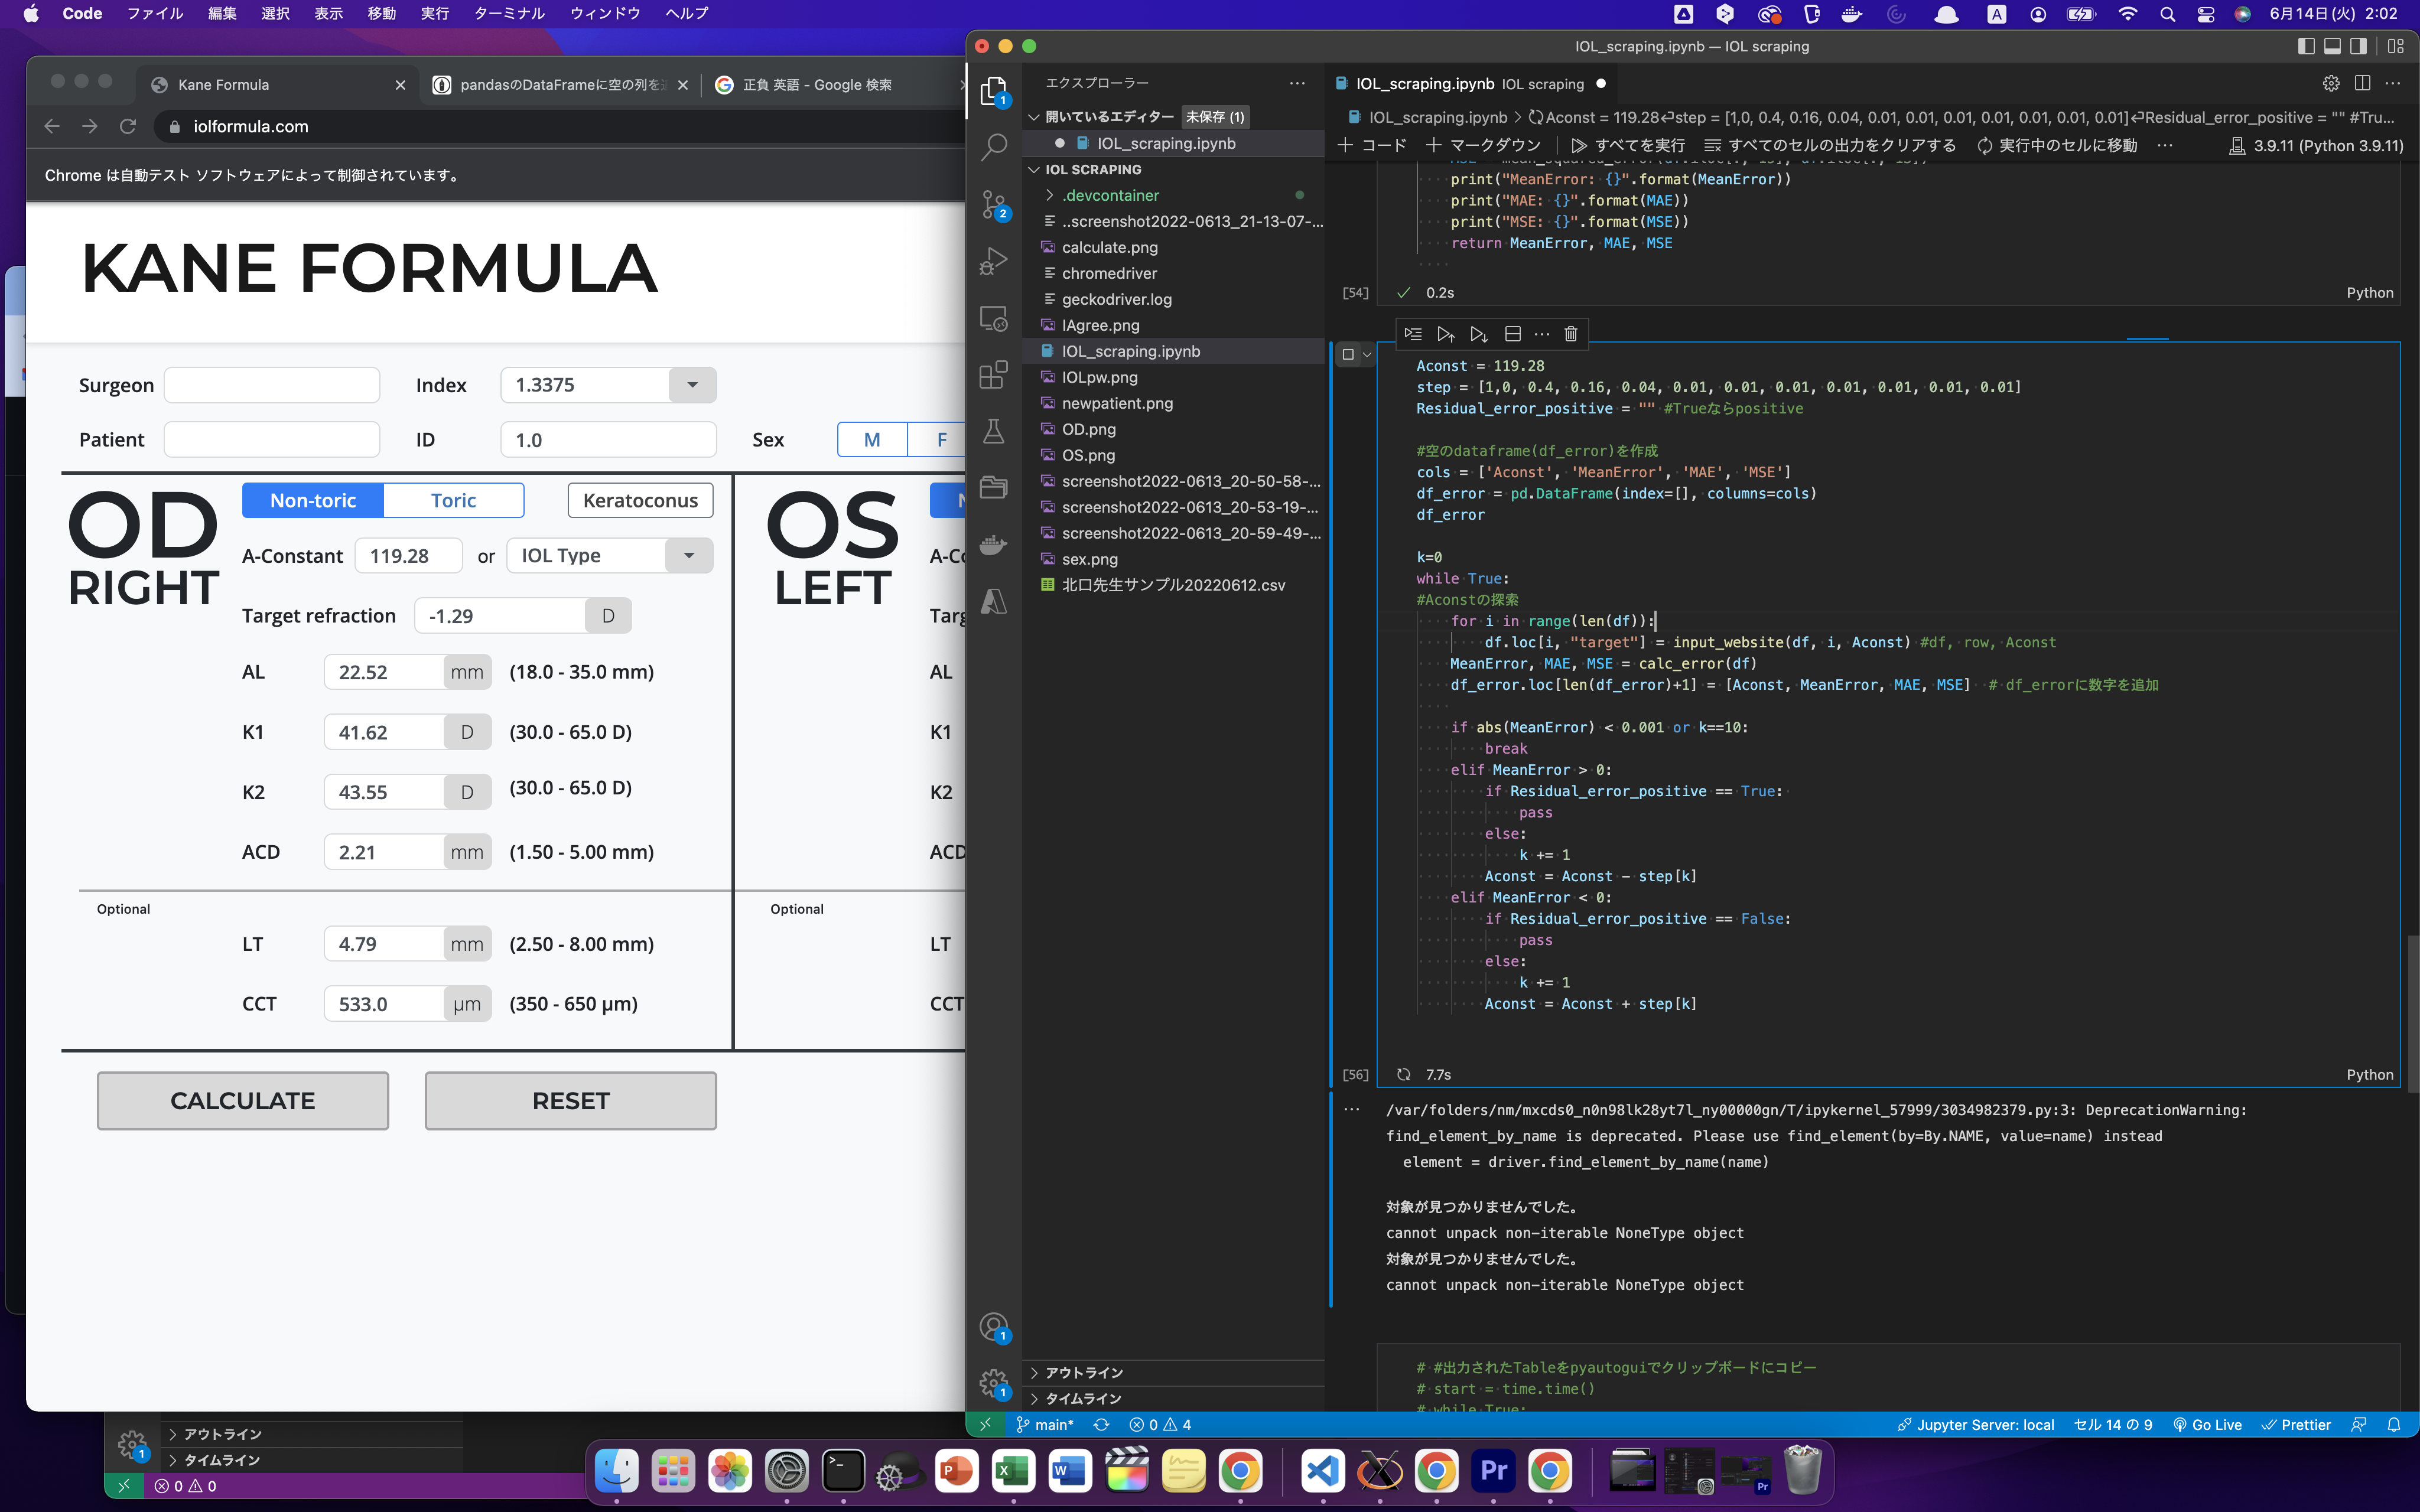 Code ファイル 編集 選択 表示 移動 実行 ターミナル ウィンドウ ヘルプ
6月14日(火) 2:02
Kane Formula
pandasのDataFrameに空の列を
正負 英語 - Google 検索
iolformula.com
Chrome は自動テスト ソフトウェアによって制御されています。
KANE FORMULA
Surgeon
Index 1.3375
Patient
ID 1.0
Sex M F
OD
RIGHT
Non-toric Toric Keratoconus
A-Constant 119.28 or IOL Type
Target refraction -1.29 D
AL 22.52 mm (18.0 - 35.0 mm)
K1 41.62 D (30.0 - 65.0 D)
K2 43.55 D (30.0 - 65.0 D)
ACD 2.21 mm (1.50 - 5.00 mm)
Optional
LT 4.79 mm (2.50 - 8.00 mm)
CCT 533.0 μm (350 - 650 μm)
OS
LEFT
AL
K1
K2
ACD
Optional
LT
CCT
CALCULATE RESET
アウトライン
タイムライン
0 0
IOL_scraping.ipynb — IOL scraping
エクスプローラー
開いているエディター 未保存 (1)
IOL_scraping.ipynb
IOL SCRAPING
.devcontainer
..screenshot2022-0613_21-13-07-...
calculate.png
chromedriver
geckodriver.log
IAgree.png
IOL_scraping.ipynb
IOLpw.png
newpatient.png
OD.png
OS.png
screenshot2022-0613_20-50-58-...
screenshot2022-0613_20-53-19-...
screenshot2022-0613_20-59-49-...
sex.png
北口先生サンプル20220612.csv
アウトライン
タイムライン
IOL_scraping.ipynb IOL scraping
IOL_scraping.ipynb > Aconst = 119.28↵step = [1,0, 0.4, 0.16, 0.04, 0.01, 0.01, 0.01, 0.01, 0.01, 0.01, 0.01]↵Residual_error_positive = "" #Tru...
コード マークダウン すべてを実行 すべてのセルの出力をクリアする 実行中のセルに移動 ... 3.9.11 (Python 3.9.11)
print("MeanError: {}".format(MeanError))
print("MAE: {}".format(MAE))
print("MSE: {}".format(MSE))
return MeanError, MAE, MSE
[54] 0.2s Python
Aconst = 119.28
step = [1,0, 0.4, 0.16, 0.04, 0.01, 0.01, 0.01, 0.01, 0.01, 0.01, 0.01]
Residual_error_positive = "" #Trueならpositive
#空のdataframe(df_error)を作成
cols = ['Aconst', 'MeanError', 'MAE', 'MSE']
df_error = pd.DataFrame(index=[], columns=cols)
df_error
k=0
while True:
#Aconstの探索
for i in range(len(df)):
df.loc[i, "target"] = input_website(df, i, Aconst) #df, row, Aconst
MeanError, MAE, MSE = calc_error(df)
df_error.loc[len(df_error)+1] = [Aconst, MeanError, MAE, MSE] # df_errorに数字を追加
if abs(MeanError) < 0.001 or k==10:
break
elif MeanError > 0:
if Residual_error_positive == True:
pass
else:
k += 1
Aconst = Aconst - step[k]
elif MeanError < 0:
if Residual_error_positive == False:
pass
else:
k += 1
Aconst = Aconst + step[k]
[56] 7.7s Python
/var/folders/nm/mxcds0_n0n98lk28yt7l_ny00000gn/T/ipykernel_57999/3034982379.py:3: DeprecationWarning:
find_element_by_name is deprecated. Please use find_element(by=By.NAME, value=name) instead
element = driver.find_element_by_name(name)
対象が見つかりませんでした。
cannot unpack non-iterable NoneType object
対象が見つかりませんでした。
cannot unpack non-iterable NoneType object
# #出力されたTableをpyautoguiでクリップボードにコピー
# start = time.time()
# while True:
main* 0 4 Jupyter Server: local セル 14 の 9 Go Live Prettier